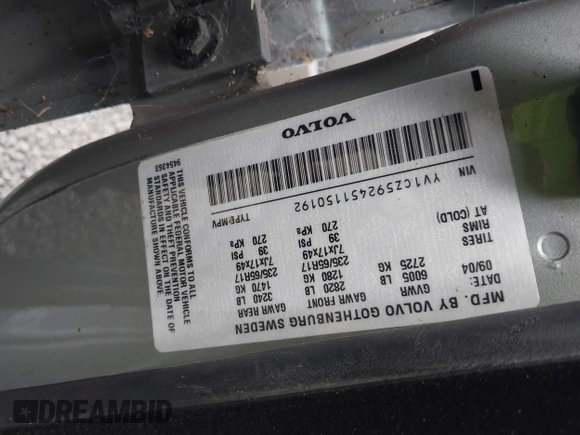 MFD. BY VOLVO GOTHENBURG SWEDEN
DATE: 09/04
GVWR 6005 LB 2725 KG
GAWR FRONT 2820 LB 1280 KG
GAWR REAR 3240 LB 1470 KG
TIRES 235/65R17 235/65R17
RIMS 7Jx17x49 7Jx17x49
AT (COLD) 39 PSI 270 KPa 39 PSI 270 KPa
VIN YV1CZ592451150192 TYPE: MPV
VOLVO
THIS VEHICLE CONFORMS TO ALL
APPLICABLE FEDERAL MOTOR VEHICLE
SAFETY AND THEFT PREVENTION
STANDARDS IN EFFECT ON THE DATE OF
MANUFACTURE SHOWN ABOVE.
9454363
DREAMBID